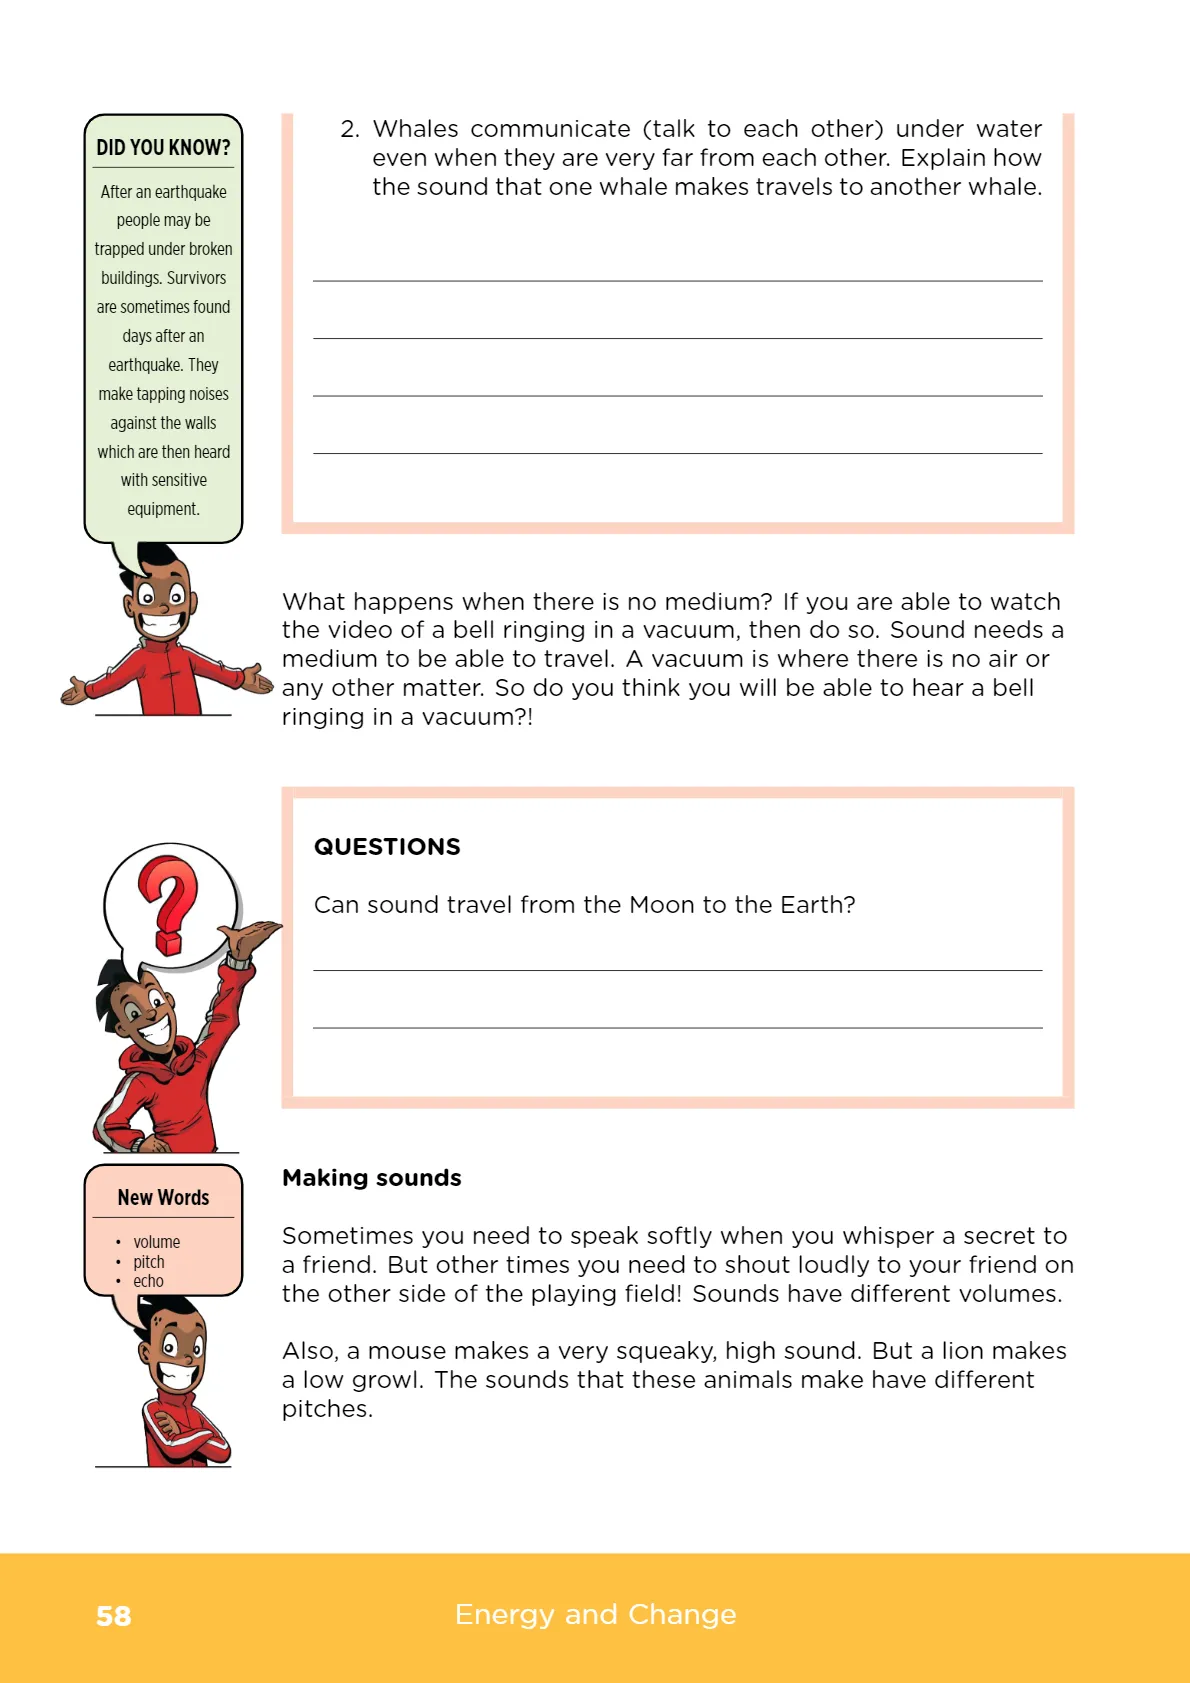 DID YOU KNOW?
After an earthquake
people may be
trapped under broken
buildings. Survivors
are sometimes found
days after an
earthquake. They
make tapping noises
against the walls
which are then heard
with sensitive
equipment.
2. Whales communicate (talk to each other) under water
even when they are very far from each other. Explain how
the sound that one whale makes travels to another whale.
What happens when there is no medium? If you are able to watch
the video of a bell ringing in a vacuum, then do so. Sound needs a
medium to be able to travel. A vacuum is where there is no air or
any other matter. So do you think you will be able to hear a bell
ringing in a vacuum?!
?
QUESTIONS
Can sound travel from the Moon to the Earth?
New Words
• volume
• pitch
• echo
Making sounds
Sometimes you need to speak softly when you whisper a secret to
a friend. But other times you need to shout loudly to your friend on
the other side of the playing field! Sounds have different volumes.
Also, a mouse makes a very squeaky, high sound. But a lion makes
a low growl. The sounds that these animals make have different
pitches.
58
Energy and Change